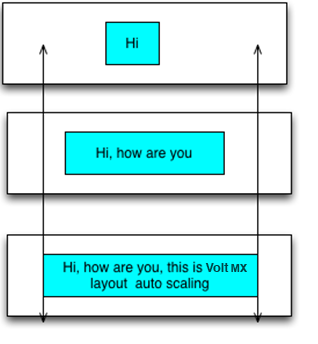 Hi
Hi, how are you
Hi, how are you, this is Volt MX
layout auto scaling